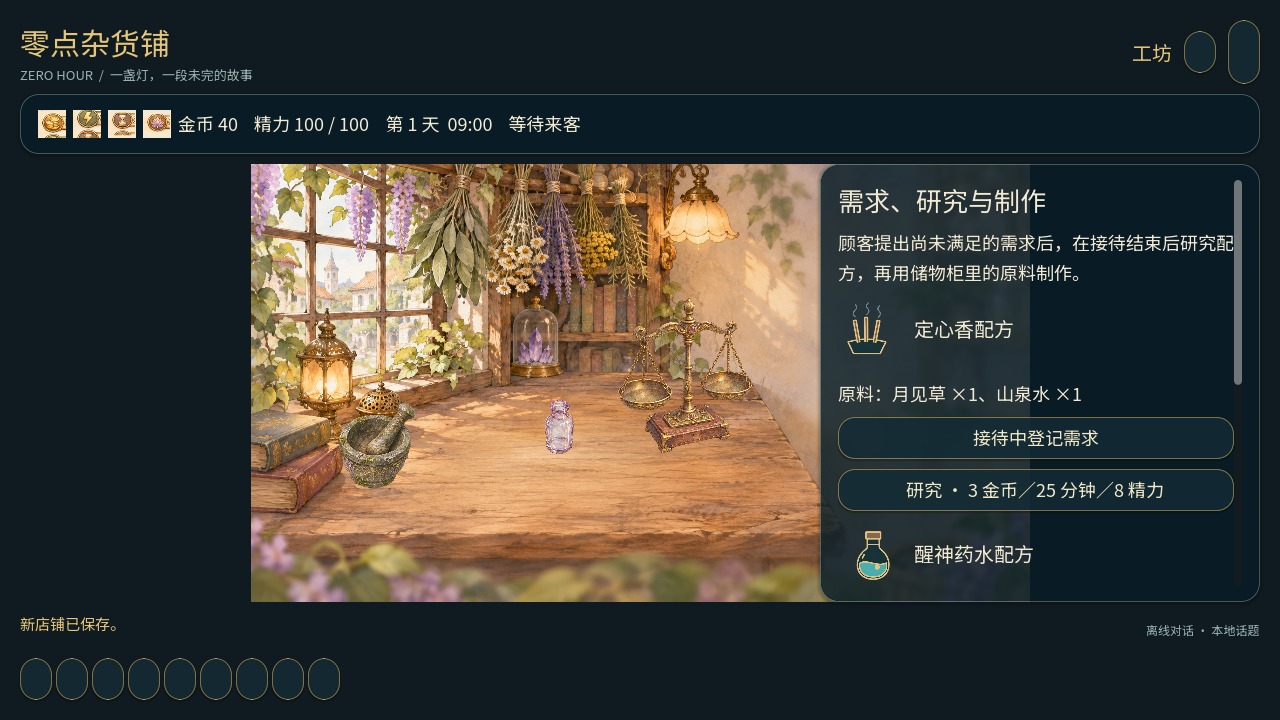 零点杂货铺
ZERO HOUR / 一盏灯，一段未完的故事
工坊
金币 40 精力 100 / 100 第 1 天 09:00 等待来客
需求、研究与制作
顾客提出尚未满足的需求后，在接待结束后研究配
方，再用储物柜里的原料制作。
定心香配方
原料：月见草 ×1、山泉水 ×1
接待中登记需求
研究 · 3 金币／25 分钟／8 精力
醒神药水配方
新店铺已保存。
离线对话 · 本地话题